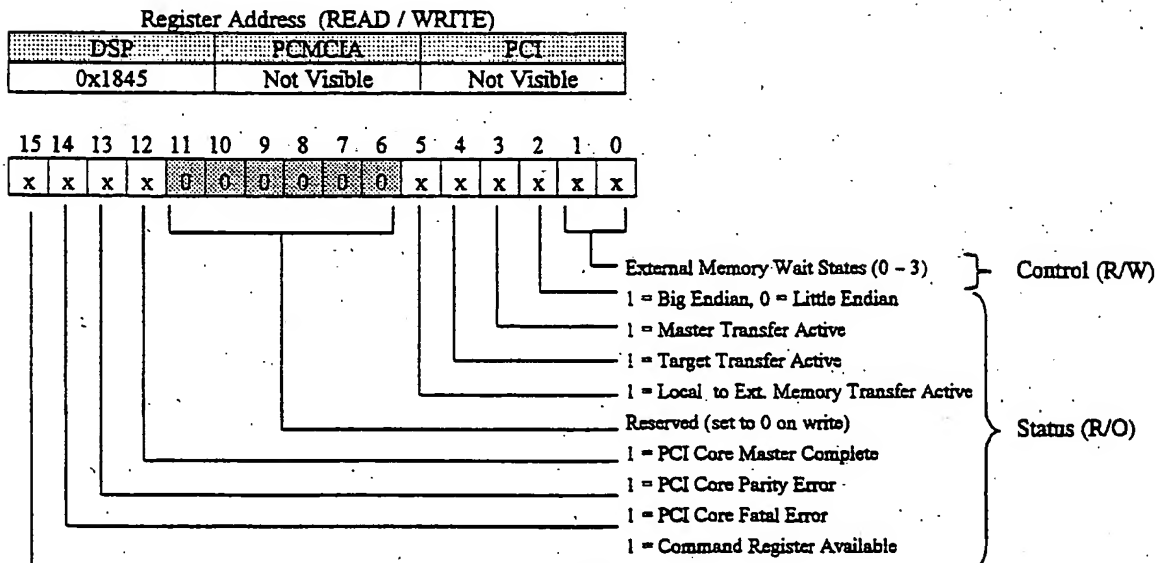 Register Address (READ / WRITE)
DSP PCMCIA PCI
0x1845 Not Visible Not Visible
15 14 13 12 11 10 9 8 7 6 5 4 3 2 1 0
x x x x 0 0 0 0 0 0 x x x x x x
External Memory Wait States (0 – 3) Control (R/W)
1 = Big Endian, 0 = Little Endian
1 = Master Transfer Active
1 = Target Transfer Active
1 = Local to Ext. Memory Transfer Active
Reserved (set to 0 on write) Status (R/O)
1 = PCI Core Master Complete
1 = PCI Core Parity Error
1 = PCI Core Fatal Error
1 = Command Register Available